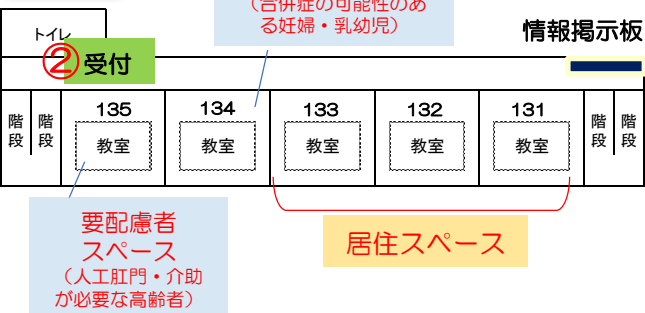 （合併症の可能性のあ
る妊婦・乳幼児）
情報掲示板
トイレ
②受付
135
134
133
132
131
階段
階段
教室
教室
教室
教室
教室
階段
階段
要配慮者
スペース
（人工肛門・介助
が必要な高齢者）
居住スペース